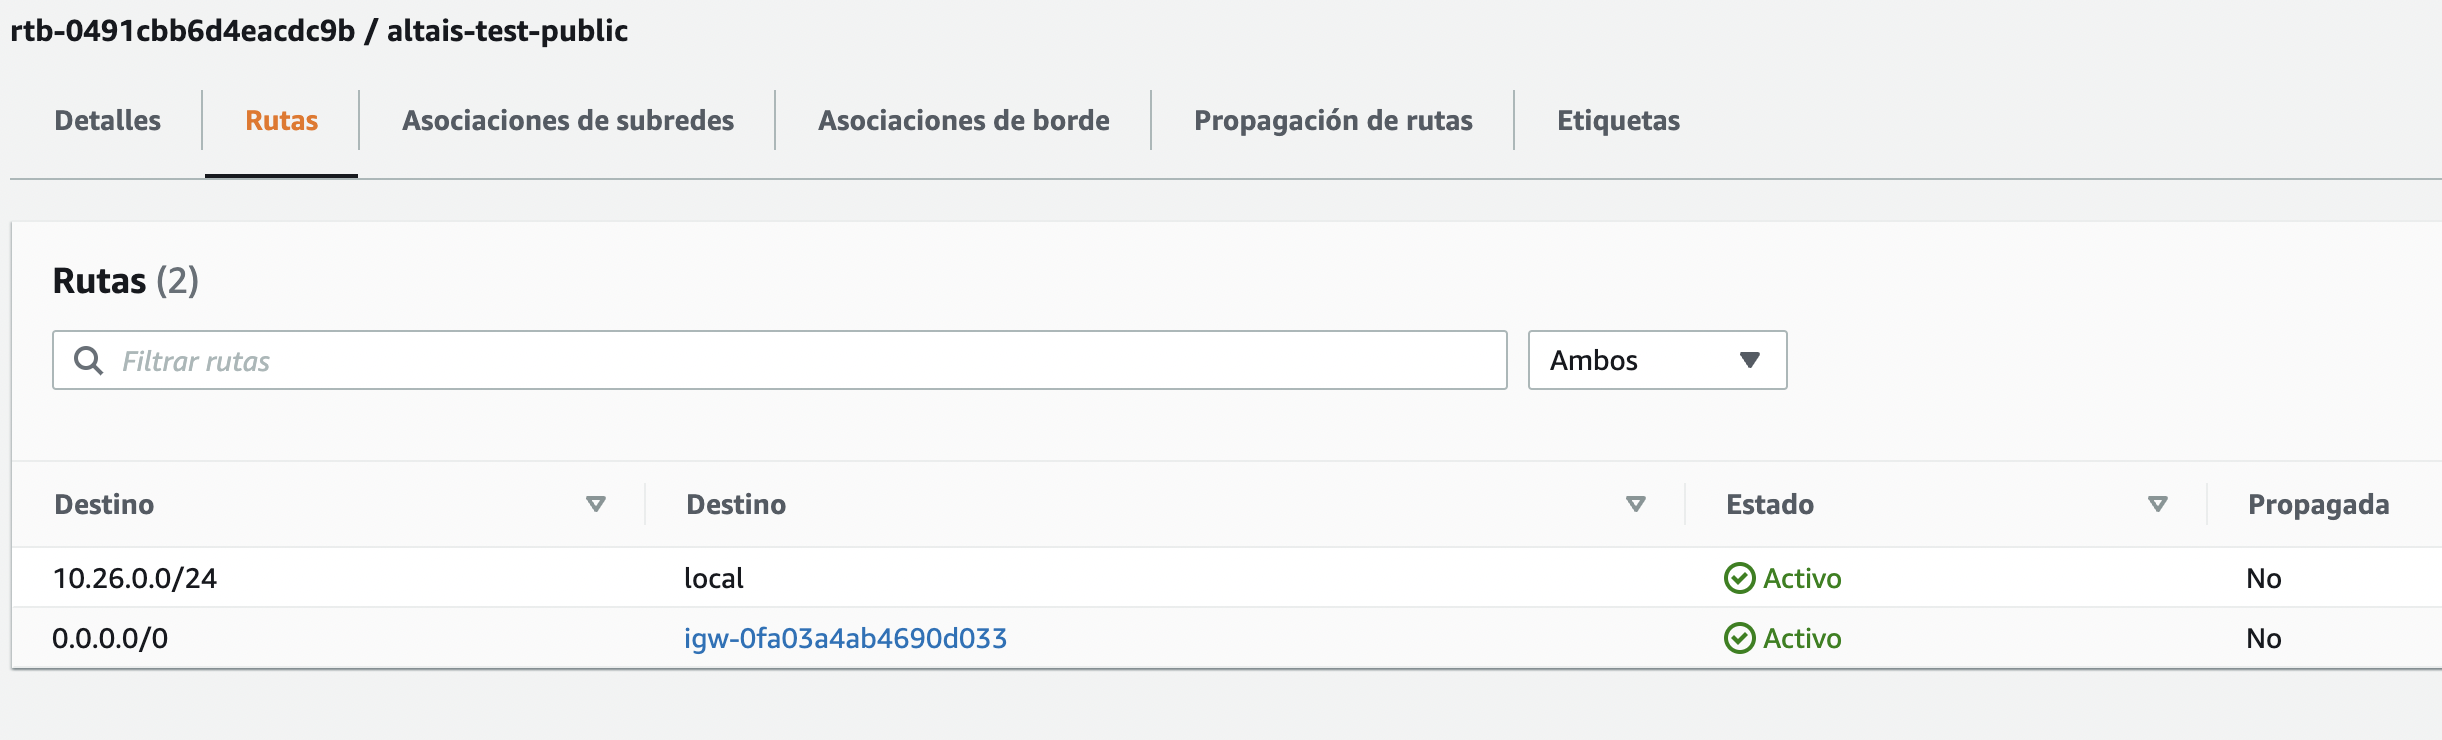 rtb-0491cbb6d4eacdc9b / altais-test-public
Detalles Rutas Asociaciones de subredes Asociaciones de borde Propagación de rutas Etiquetas
Rutas (2)
Filtrar rutas Ambos
Destino Destino Estado Propagada
10.26.0.0/24 local Activo No
0.0.0.0/0 igw-0fa03a4ab4690d033 Activo No